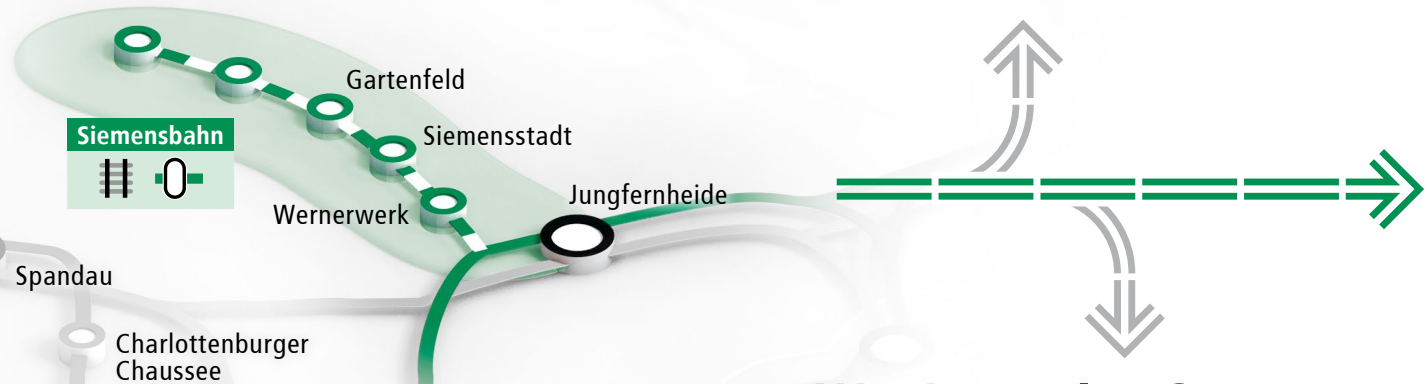 Gartenfeld
Siemensbahn
Siemensstadt
Jungfernheide
Wernerwerk
Spandau
Charlottenburger
Chaussee